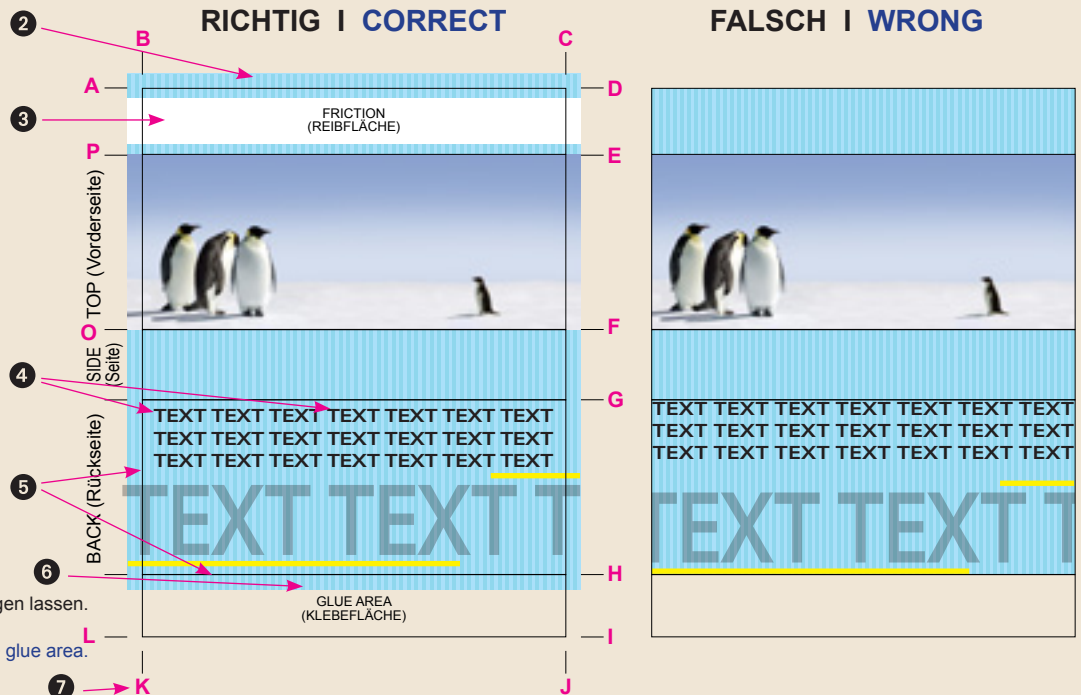 RICHTIG I CORRECT
FALSCH I WRONG
2
B
C
A
D
3
FRICTION
(REIBFLÄCHE)
P
E
TOP (Vorderseite)
O
F
SIDE
(Seite)
4
G
TEXT TEXT TEXT TEXT TEXT TEXT TEXT
TEXT TEXT TEXT TEXT TEXT TEXT TEXT
TEXT TEXT TEXT TEXT TEXT TEXT TEXT
TEXT TEXT TEXT TEXT TEXT TEXT TEXT
TEXT TEXT TEXT TEXT TEXT TEXT TEXT
TEXT TEXT TEXT TEXT TEXT TEXT TEXT
BACK (Rückseite)
5
TEXT TEXT T
TEXT TEXT T
6
H
GLUE AREA
(KLEBEFLÄCHE)
gen lassen.
L
I
glue area.
7
K
J